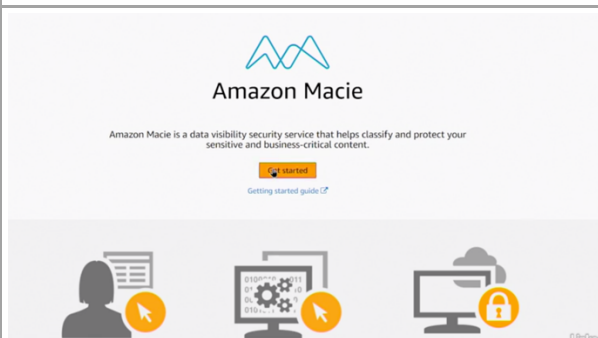 Amazon Macie
Amazon Macie is a data visibility security service that helps classify and protect your
sensitive and business-critical content.
Get started
Getting started guide